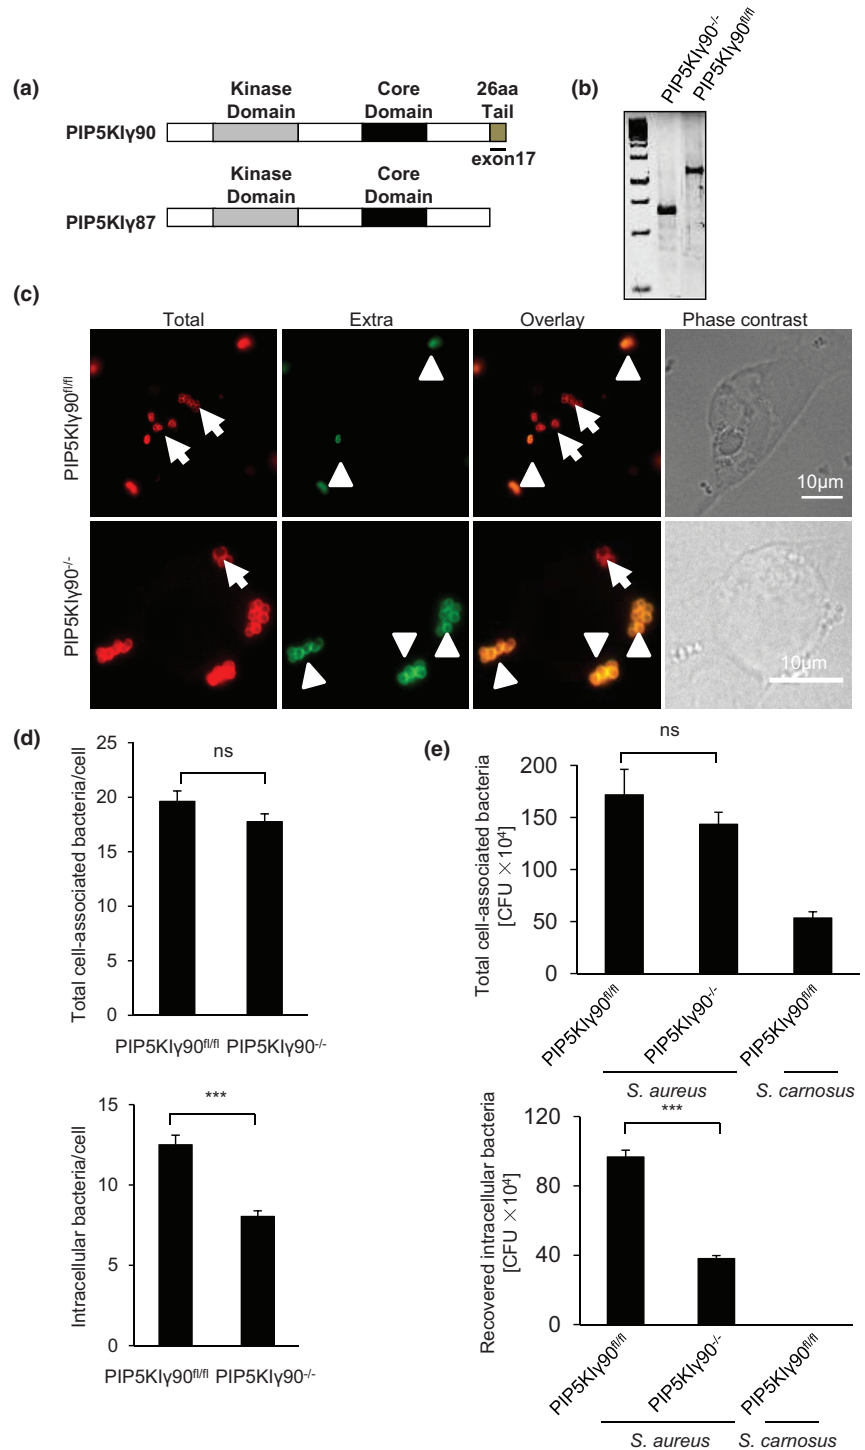 (a)
Kinase Domain
Core Domain
26aa Tail
PIP5KIγ90
exon17
Kinase Domain
Core Domain
PIP5KIγ87
(b)
PIP5KIγ90-/-
PIP5KIγ90fl/fl
(c)
Total
Extra
Overlay
Phase contrast
PIP5KIγ90fl/fl
10μm
PIP5KIγ90-/-
10μm
(d)
Total cell-associated bacteria/cell
25
20
15
10
5
0
ns
PIP5KIγ90fl/fl PIP5KIγ90-/-
Intracellular bacteria/cell
15
10
5
0
***
PIP5KIγ90fl/fl PIP5KIγ90-/-
(e)
Total cell-associated bacteria
[CFU ×10⁴]
200
150
100
50
0
ns
PIP5KIγ90fl/fl
PIP5KIγ90-/-
PIP5KIγ90fl/fl
S. aureus
S. carnosus
Recovered intracellular bacteria
[CFU ×10⁴]
120
80
40
0
***
PIP5KIγ90fl/fl
PIP5KIγ90-/-
PIP5KIγ90fl/fl
S. aureus
S. carnosus